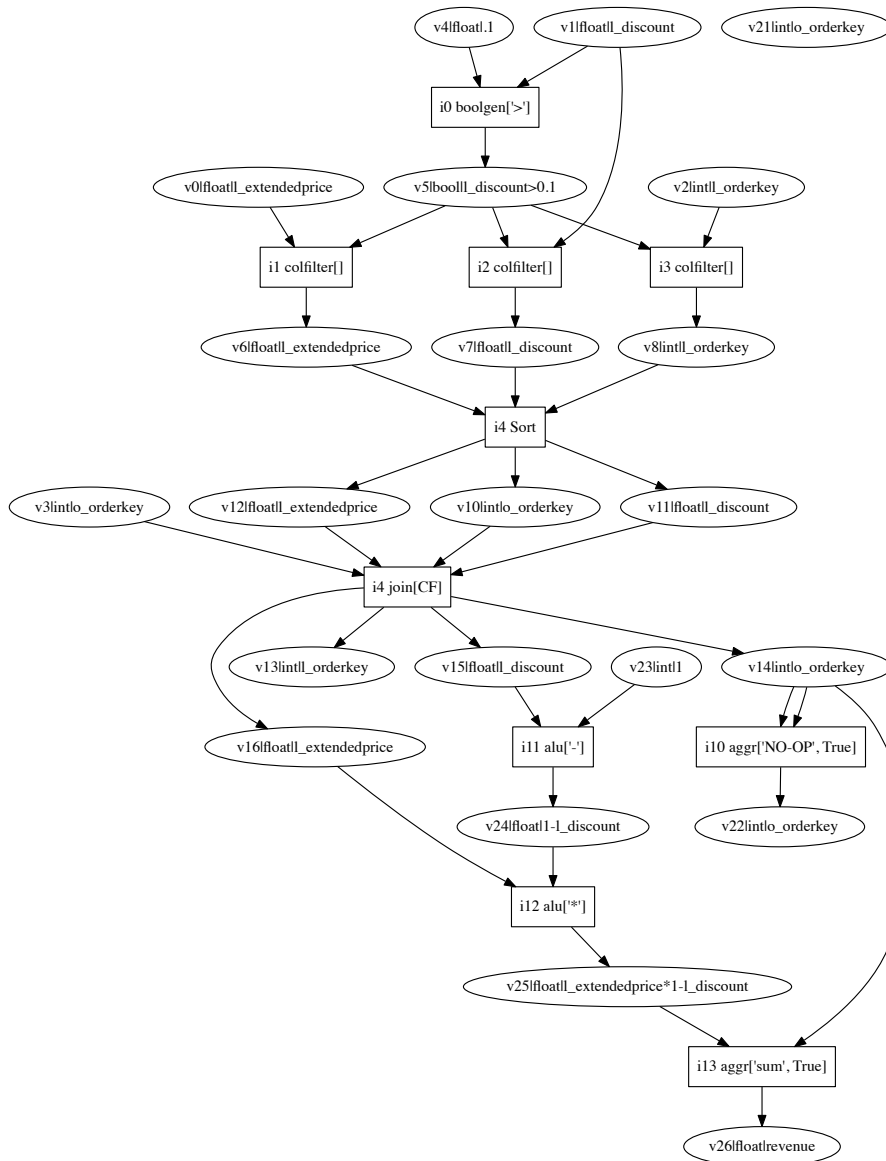 v4|float|.1
v1|float|l_discount
v21|int|o_orderkey
i0 boolgen['>']
v0|float|l_extendedprice
v5|bool|l_discount>0.1
v2|int|l_orderkey
i1 colfilter[]
i2 colfilter[]
i3 colfilter[]
v6|float|l_extendedprice
v7|float|l_discount
v8|int|l_orderkey
i4 Sort
v3|int|o_orderkey
v12|float|l_extendedprice
v10|int|o_orderkey
v11|float|l_discount
i4 join[CF]
v13|int|l_orderkey
v15|float|l_discount
v23|int|1
v14|int|o_orderkey
v16|float|l_extendedprice
i11 alu['-']
i10 aggr['NO-OP', True]
v24|float|1-l_discount
v22|int|o_orderkey
i12 alu['*']
v25|float|l_extendedprice*1-l_discount
i13 aggr['sum', True]
v26|float|revenue